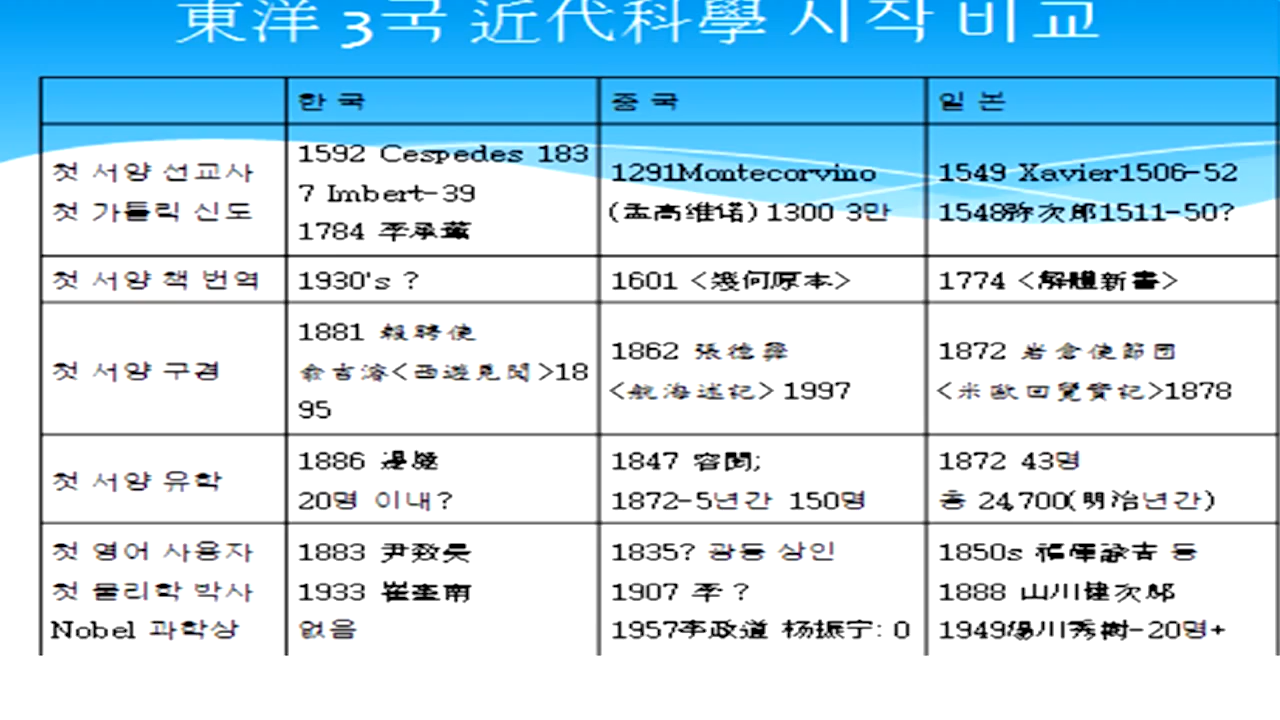 東洋 3국 近代科學 시작 비교
한 국
중 국
일 본
첫 서양 선교사
첫 가톨릭 신도
1592 Cespedes 183
7 Imbert-39
1784 李承薰
1291Montecorvino
(孟高维诺) 1300 3만
1549 Xavier1506-52
1548弥次郎1511-50?
첫 서양 책 번역
1930's ?
1601 <幾何原本>
1774 <解體新書>
첫 서양 구경
1881 報聘使
兪吉濬<西遊見聞>18
95
1862 張德彝
<航海述記> 1997
1872 岩倉使節団
<米欧回覧実記>1878
첫 서양 유학
1886 邊燧
20명 이내?
1847 容閎;
1872-5년간 150명
1872 43명
총 24,700(明治년간)
첫 영어 사용자
첫 물리학 박사
Nobel 과학상
1883 尹致昊
1933 崔奎南
없음
1835? 광동 상인
1907 李 ?
1957李政道 杨振宁: 0
1850s 福澤諭吉 등
1888 山川健次郞
1949湯川秀樹-20명+